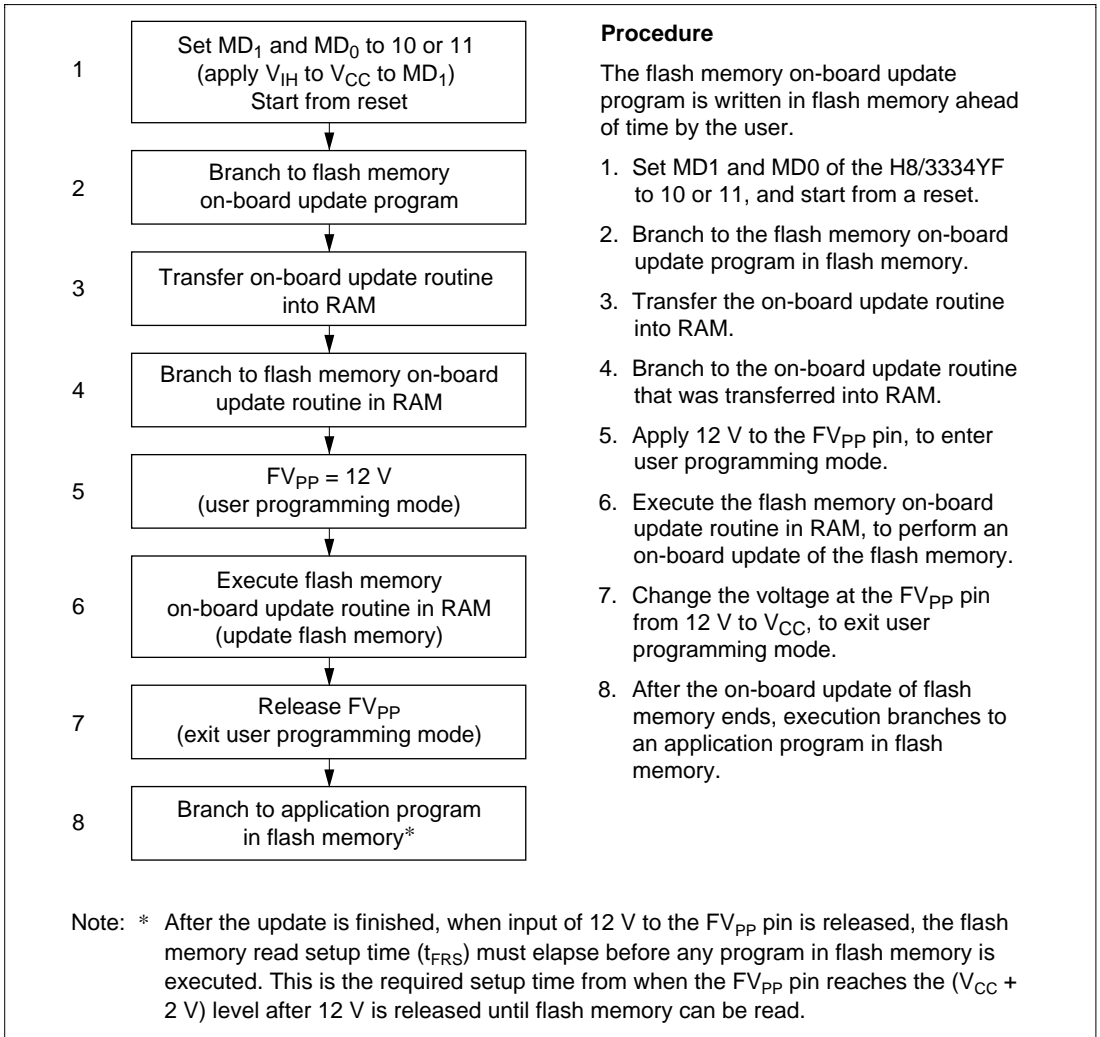 1
Set MD1 and MD0 to 10 or 11
(apply VIH to VCC to MD1)
Start from reset
2
Branch to flash memory
on-board update program
3
Transfer on-board update routine
into RAM
4
Branch to flash memory on-board
update routine in RAM
5
FVPP = 12 V
(user programming mode)
6
Execute flash memory
on-board update routine in RAM
(update flash memory)
7
Release FVPP
(exit user programming mode)
8
Branch to application program
in flash memory*
Procedure
The flash memory on-board update
program is written in flash memory ahead
of time by the user.
1. Set MD1 and MD0 of the H8/3334YF
to 10 or 11, and start from a reset.
2. Branch to the flash memory on-board
update program in flash memory.
3. Transfer the on-board update routine
into RAM.
4. Branch to the on-board update routine
that was transferred into RAM.
5. Apply 12 V to the FVPP pin, to enter
user programming mode.
6. Execute the flash memory on-board
update routine in RAM, to perform an
on-board update of the flash memory.
7. Change the voltage at the FVPP pin
from 12 V to VCC, to exit user
programming mode.
8. After the on-board update of flash
memory ends, execution branches to
an application program in flash
memory.
Note: * After the update is finished, when input of 12 V to the FVPP pin is released, the flash
memory read setup time (tFRS) must elapse before any program in flash memory is
executed. This is the required setup time from when the FVPP pin reaches the (VCC +
2 V) level after 12 V is released until flash memory can be read.